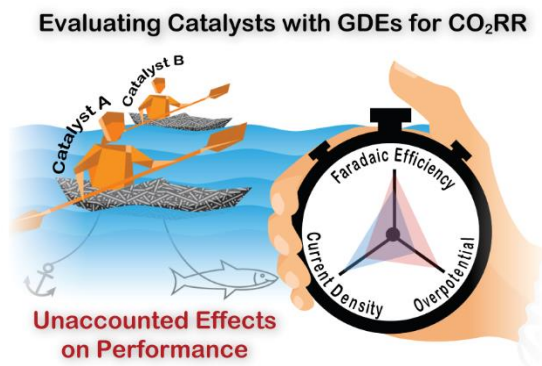 Evaluating Catalysts with GDEs for CO₂RR
Catalyst B
Catalyst A
Faradaic Efficiency
Current Density
Overpotential
Unaccounted Effects
on Performance